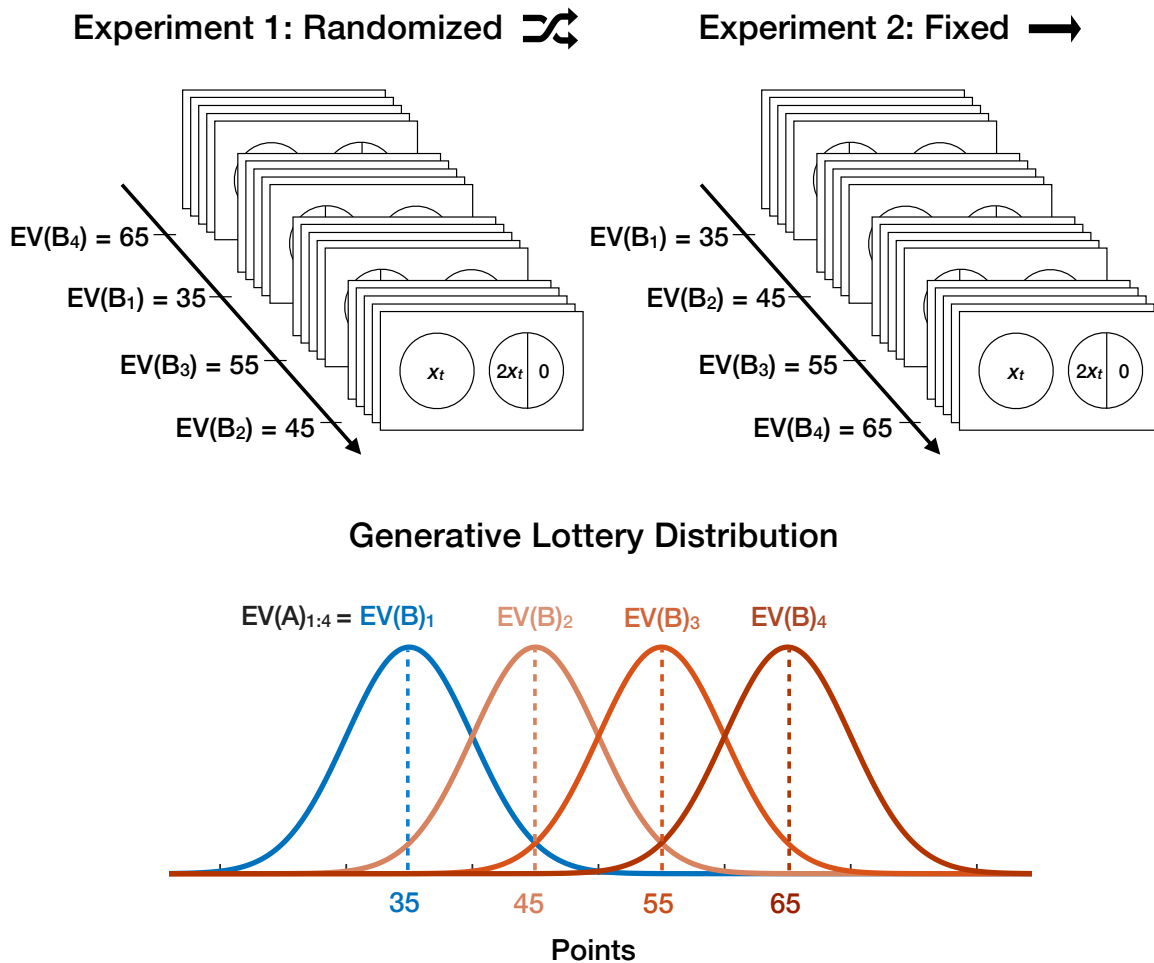 Experiment 1: Randomized
EV(B₄) = 65
EV(B₁) = 35
EV(B₃) = 55
EV(B₂) = 45
xₜ 2xₜ 0
Experiment 2: Fixed
EV(B₁) = 35
EV(B₂) = 45
EV(B₃) = 55
EV(B₄) = 65
xₜ 2xₜ 0
Generative Lottery Distribution
EV(A)₁:₄ = EV(B)₁ EV(B)₂ EV(B)₃ EV(B)₄
35 45 55 65
Points